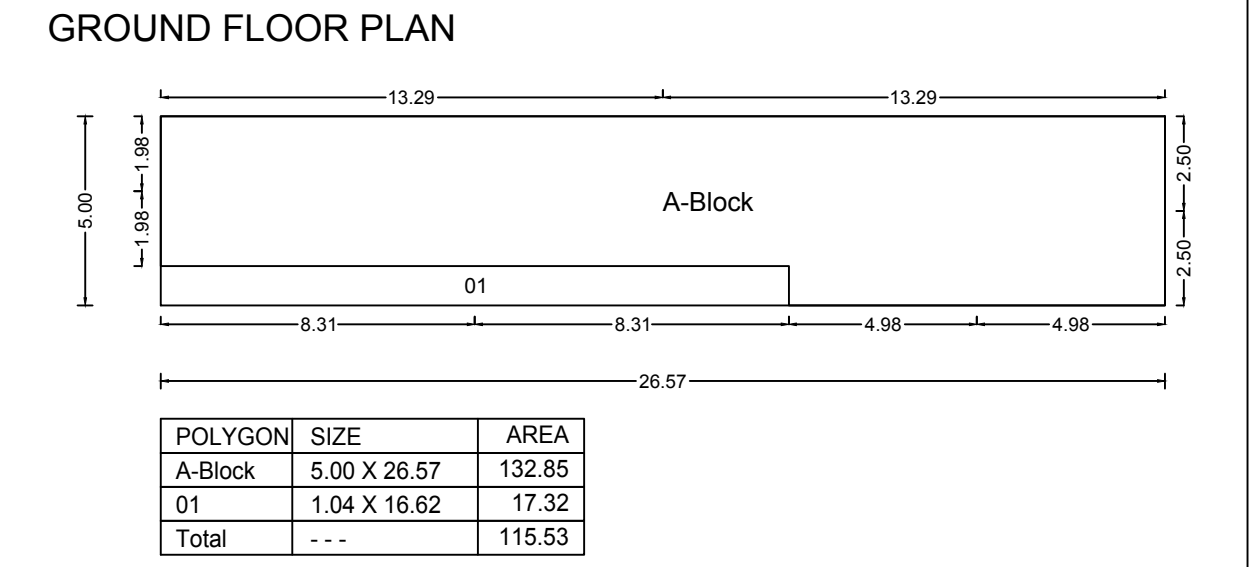 GROUND FLOOR PLAN
13.29 13.29
5.00
1.98
1.98
A-Block
2.50
2.50
01
8.31 8.31 4.98 4.98
26.57
POLYGON SIZE AREA
A-Block 5.00 X 26.57 132.85
01 1.04 X 16.62 17.32
Total - - - 115.53